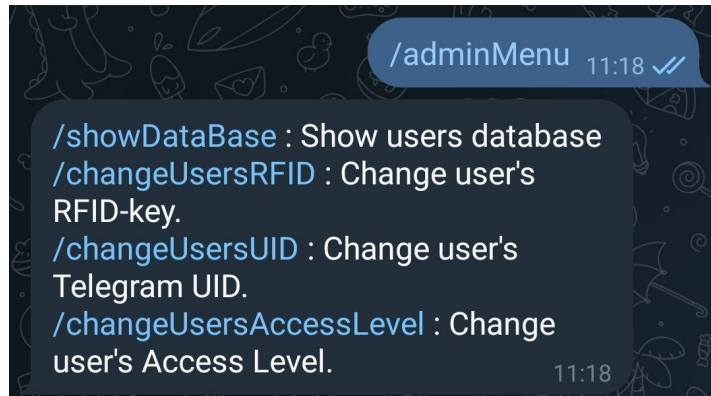 /adminMenu 11:18
/showDataBase : Show users database
/changeUsersRFID : Change user's
RFID-key.
/changeUsersUID : Change user's
Telegram UID.
/changeUsersAccessLevel : Change
user's Access Level.
11:18